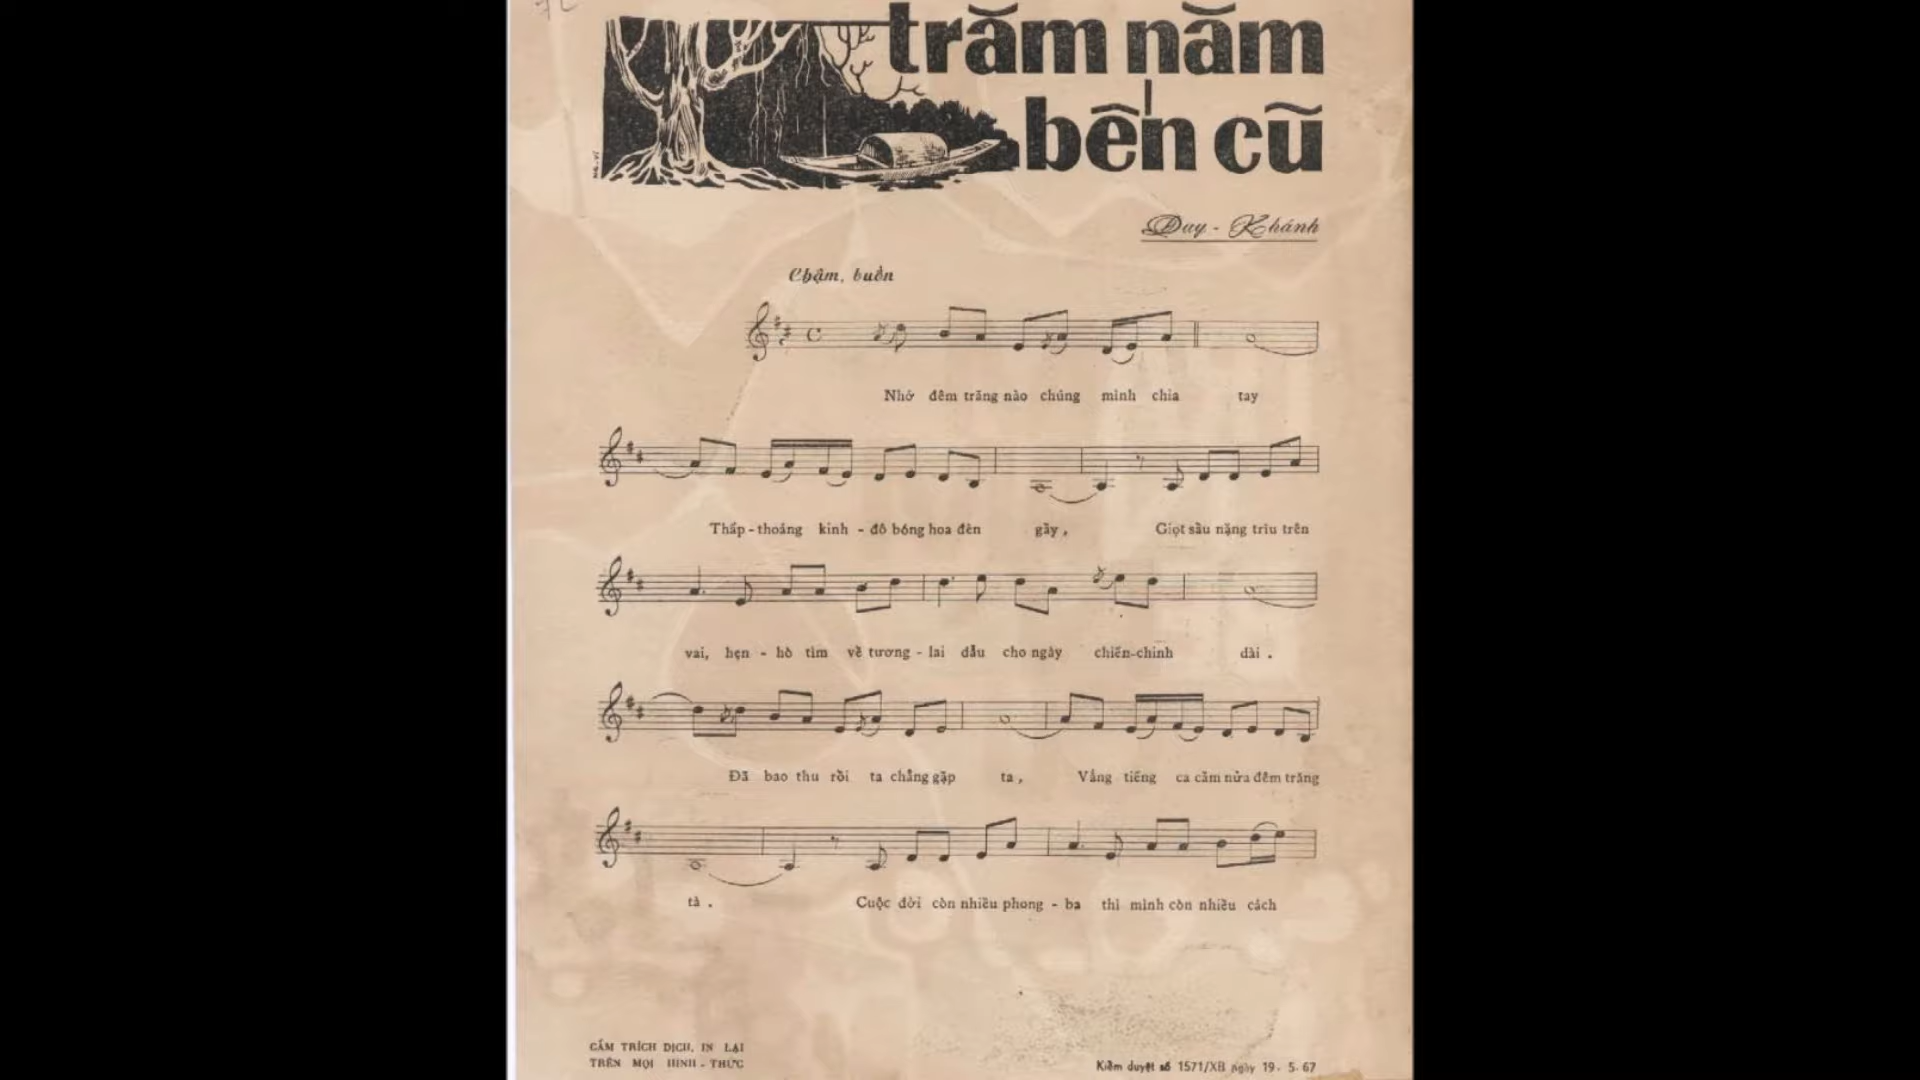 trăm năm
bến cũ
Duy - Khánh
Chậm, buồn
Nhớ đêm trăng nào chúng mình chia tay
Thấp - thoáng kinh - đô bóng hoa đèn gầy, Giọt sầu nặng trĩu trên
vai, hẹn - hò tìm về tương - lai dẫu cho ngày chiến-chinh dài .
Đã bao thu rồi ta chẳng gặp ta, Vẳng tiếng ca cầm nửa đêm trăng
tà . Cuộc đời còn nhiều phong - ba thì mình còn nhiều cách
CẤM TRÍCH DỊCH, IN LẠI
TRÊN MỌI HÌNH - THỨC
Kiểm duyệt số 1571/XB ngày 19. 5. 67